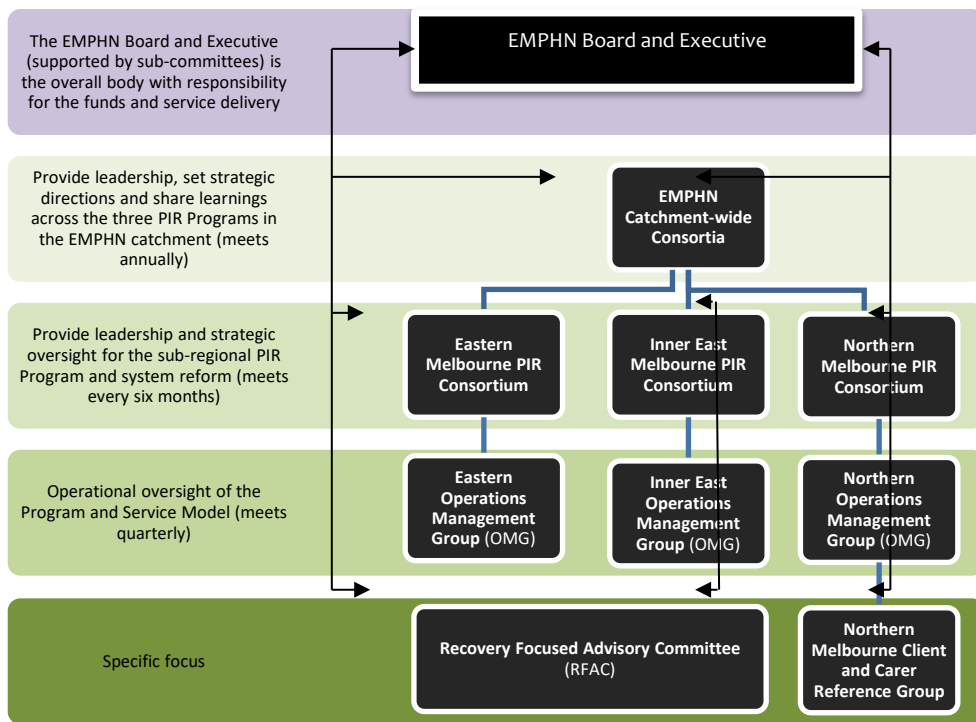 The EMPHN Board and Executive
(supported by sub-committees) is
the overall body with responsibility
for the funds and service delivery
EMPHN Board and Executive
Provide leadership, set strategic
directions and share learnings
across the three PIR Programs in
the EMPHN catchment (meets
annually)
EMPHN
Catchment-wide
Consortia
Provide leadership and strategic
oversight for the sub-regional PIR
Program and system reform (meets
every six months)
Eastern
Melbourne PIR
Consortium
Inner East
Melbourne PIR
Consortium
Northern
Melbourne PIR
Consortium
Operational oversight of the
Program and Service Model (meets
quarterly)
Eastern
Operations
Management
Group (OMG)
Inner East
Operations
Management
Group (OMG)
Northern
Operations
Management
Group (OMG)
Specific focus
Recovery Focused Advisory Committee
(RFAC)
Northern
Melbourne Client
and Carer
Reference Group